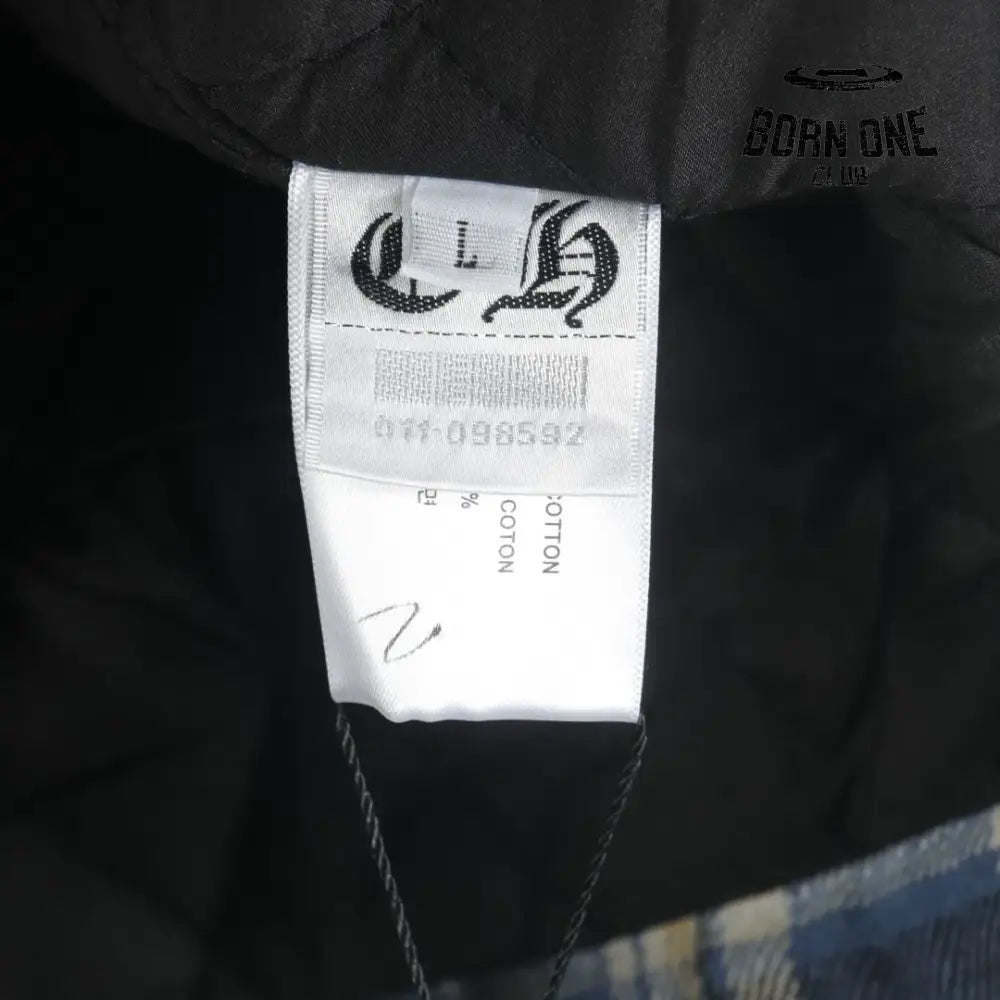 BORN ONE
CLUB
CH
L
011-098592
%
COTON
COTTON